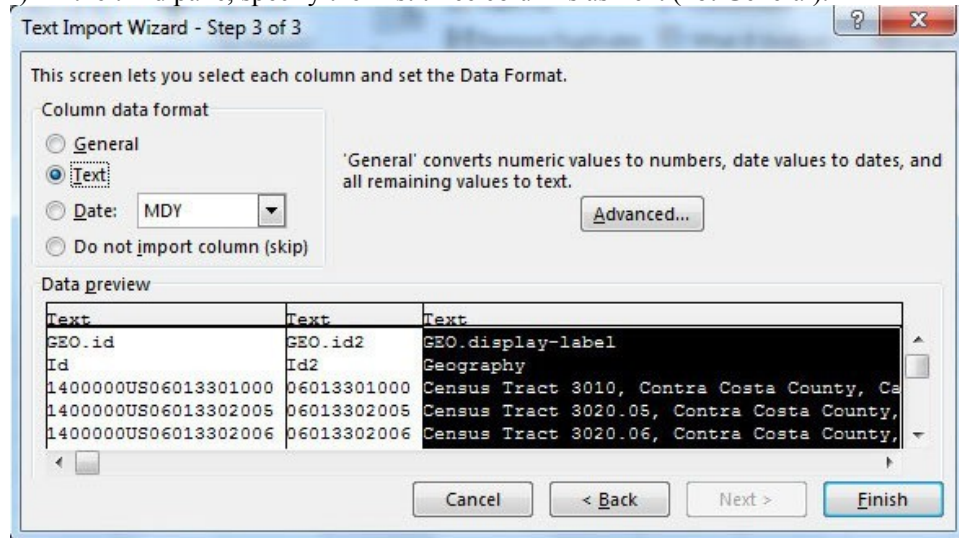 Text Import Wizard - Step 3 of 3
This screen lets you select each column and set the Data Format.
Column data format
General
Text
Date: MDY
Do not import column (skip)
'General' converts numeric values to numbers, date values to dates, and
all remaining values to text.
Advanced...
Data preview
Text Text Text
GEO.id GEO.id2 GEO.display-label
Id Id2 Geography
1400000US06013301000 06013301000 Census Tract 3010, Contra Costa County, Ca
1400000US06013302005 06013302005 Census Tract 3020.05, Contra Costa County,
1400000US06013302006 06013302006 Census Tract 3020.06, Contra Costa County,
Cancel < Back Next > Finish